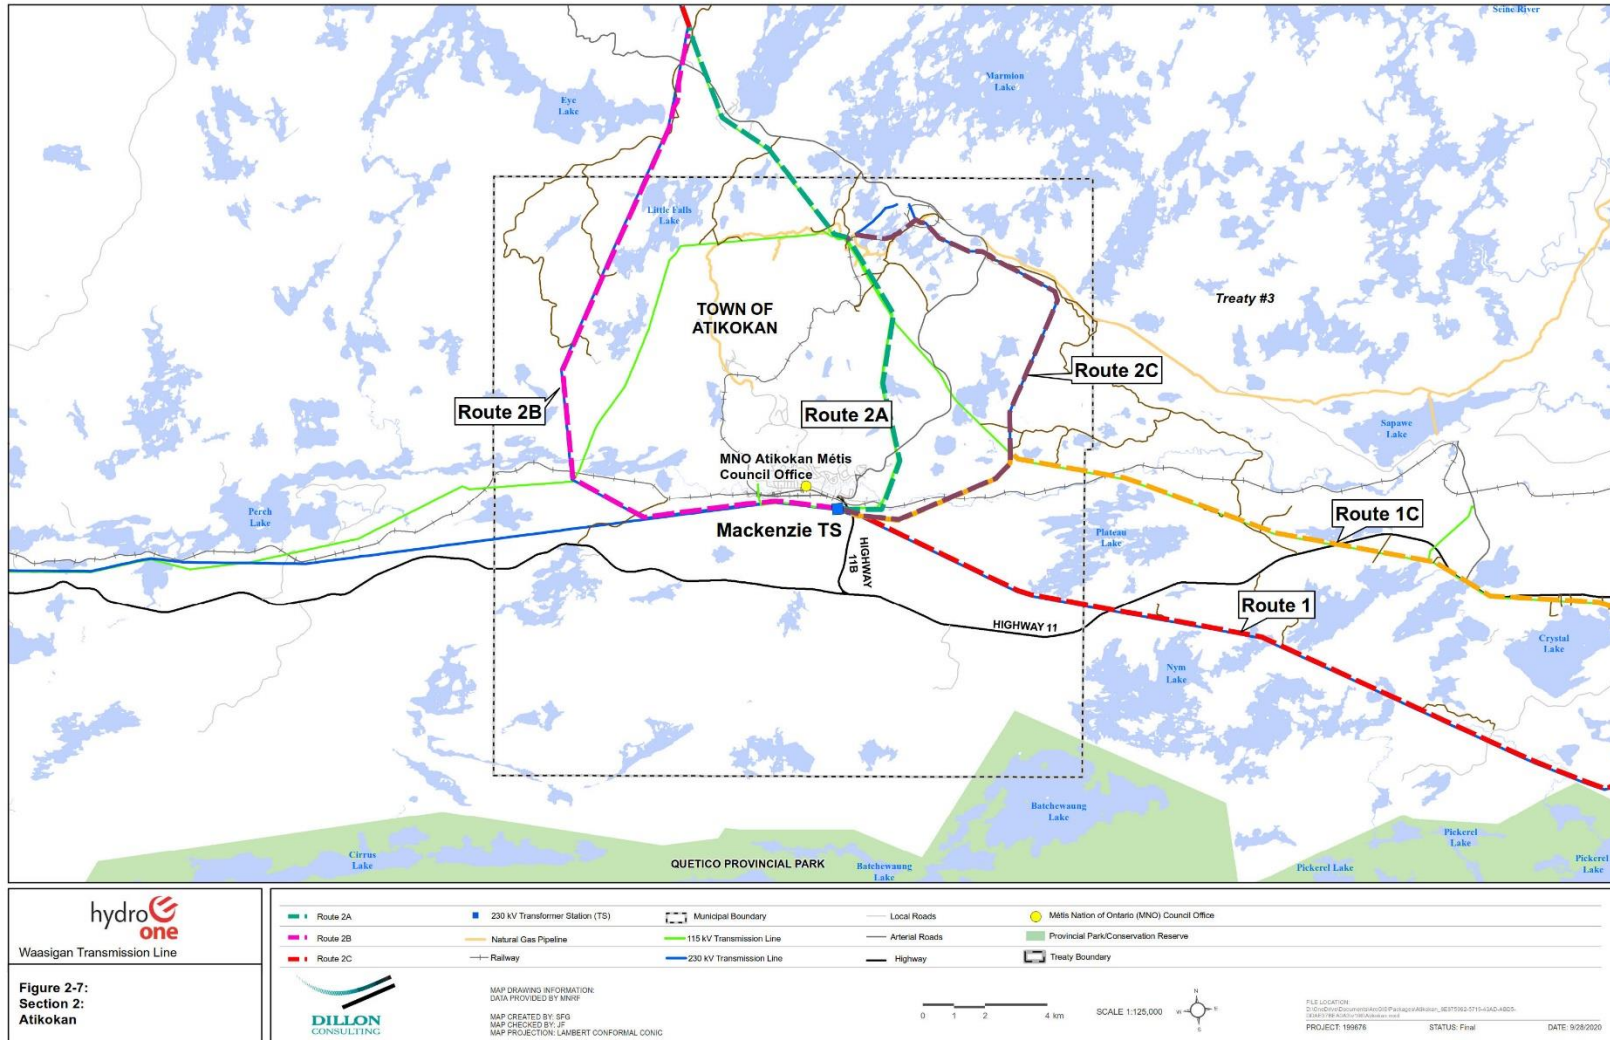 Seine River
Marmion
Lake
Eye
Lake
Little Falls
Lake
Treaty #3
TOWN OF
ATIKOKAN
Route 2C
Route 2B
Route 2A
Sapawe
Lake
MNO Atikokan Métis
Council Office
Perch
Lake
Mackenzie TS
Plateau
Lake
Route 1C
HIGHWAY
11B
Route 1
HIGHWAY 11
Crystal
Lake
Nym
Lake
Batchewaung
Lake
Cirrus
Lake
QUETICO PROVINCIAL PARK
Batchewaung
Lake
Pickerel Lake
Pickerel
Lake
Pickerel
Lake
hydro
one
Waasigan Transmission Line
Figure 2-7:
Section 2:
Atikokan
Route 2A
230 kV Transformer Station (TS)
Municipal Boundary
Local Roads
Métis Nation of Ontario (MNO) Council Office
Route 2B
Natural Gas Pipeline
115 kV Transmission Line
Arterial Roads
Provincial Park/Conservation Reserve
Route 2C
Railway
230 kV Transmission Line
Highway
Treaty Boundary
DILLON
CONSULTING
MAP DRAWING INFORMATION:
DATA PROVIDED BY MNRF
MAP CREATED BY: SFG
MAP CHECKED BY: JF
MAP PROJECTION: LAMBERT CONFORMAL CONIC
0 1 2 4 km
SCALE 1:125,000
N
W E
S
FILE LOCATION:
PROJECT: 199676
STATUS: Final
DATE: 9/28/2020